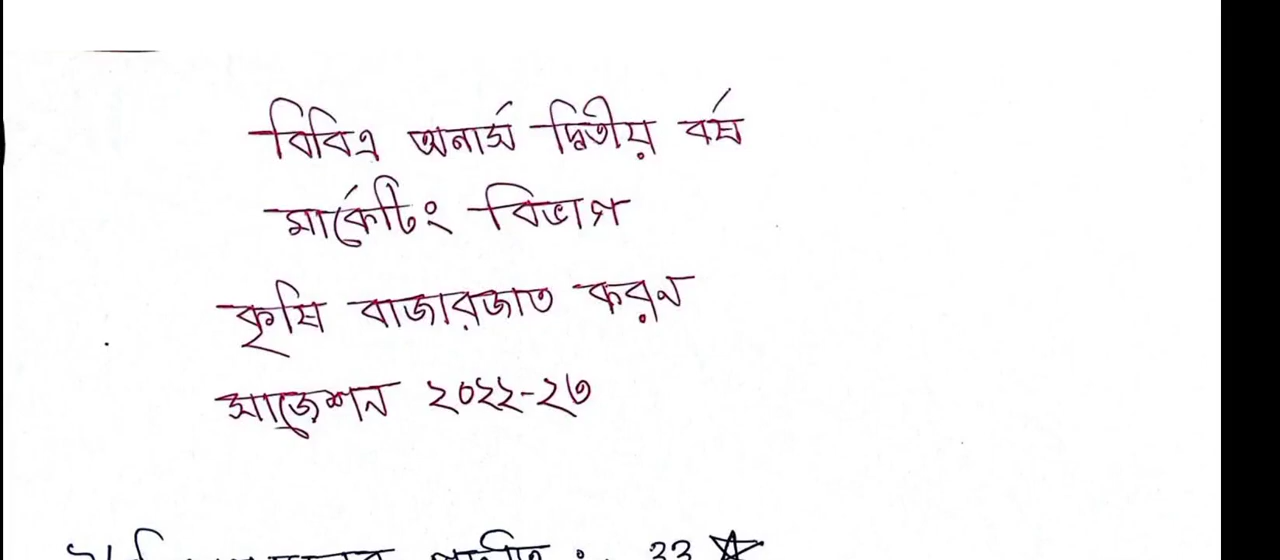 বিবিএ অনার্স দ্বিতীয় বর্ষ
মার্কেটিং বিভাগ
কৃষি বাজারজাত করন
সাজেশন ২০২২-২৩